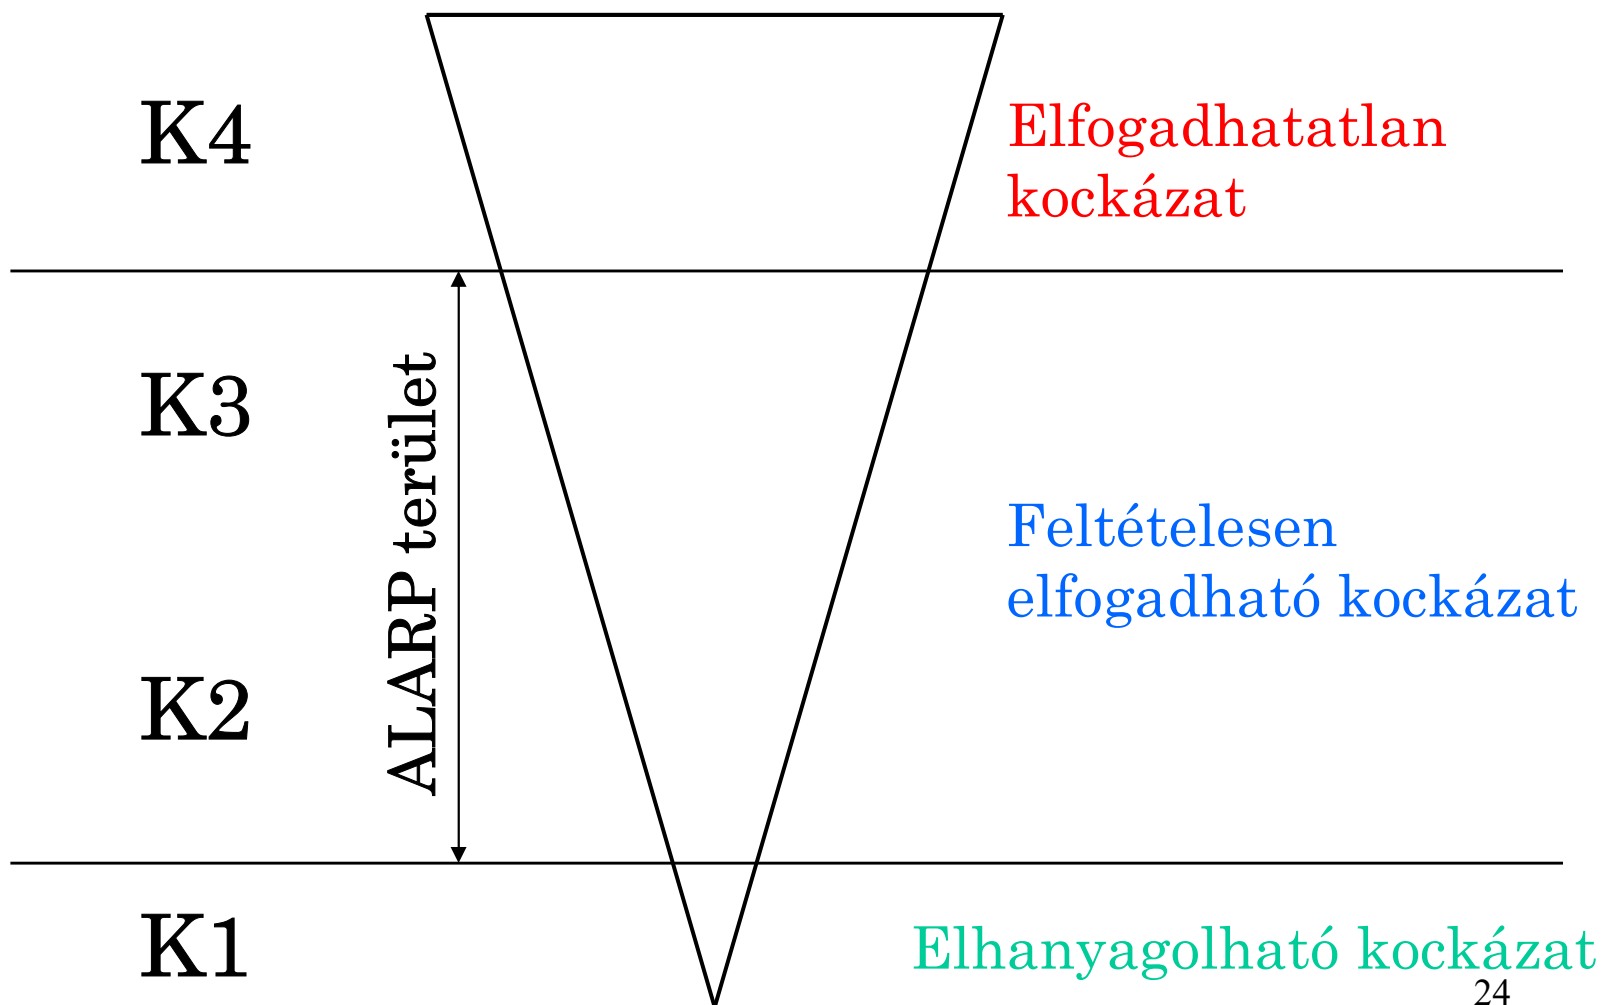 K4
Elfogadhatatlan
kockázat
K3
ALARP terület
Feltételesen
elfogadható kockázat
K2
K1
Elhanyagolható kockázat
24